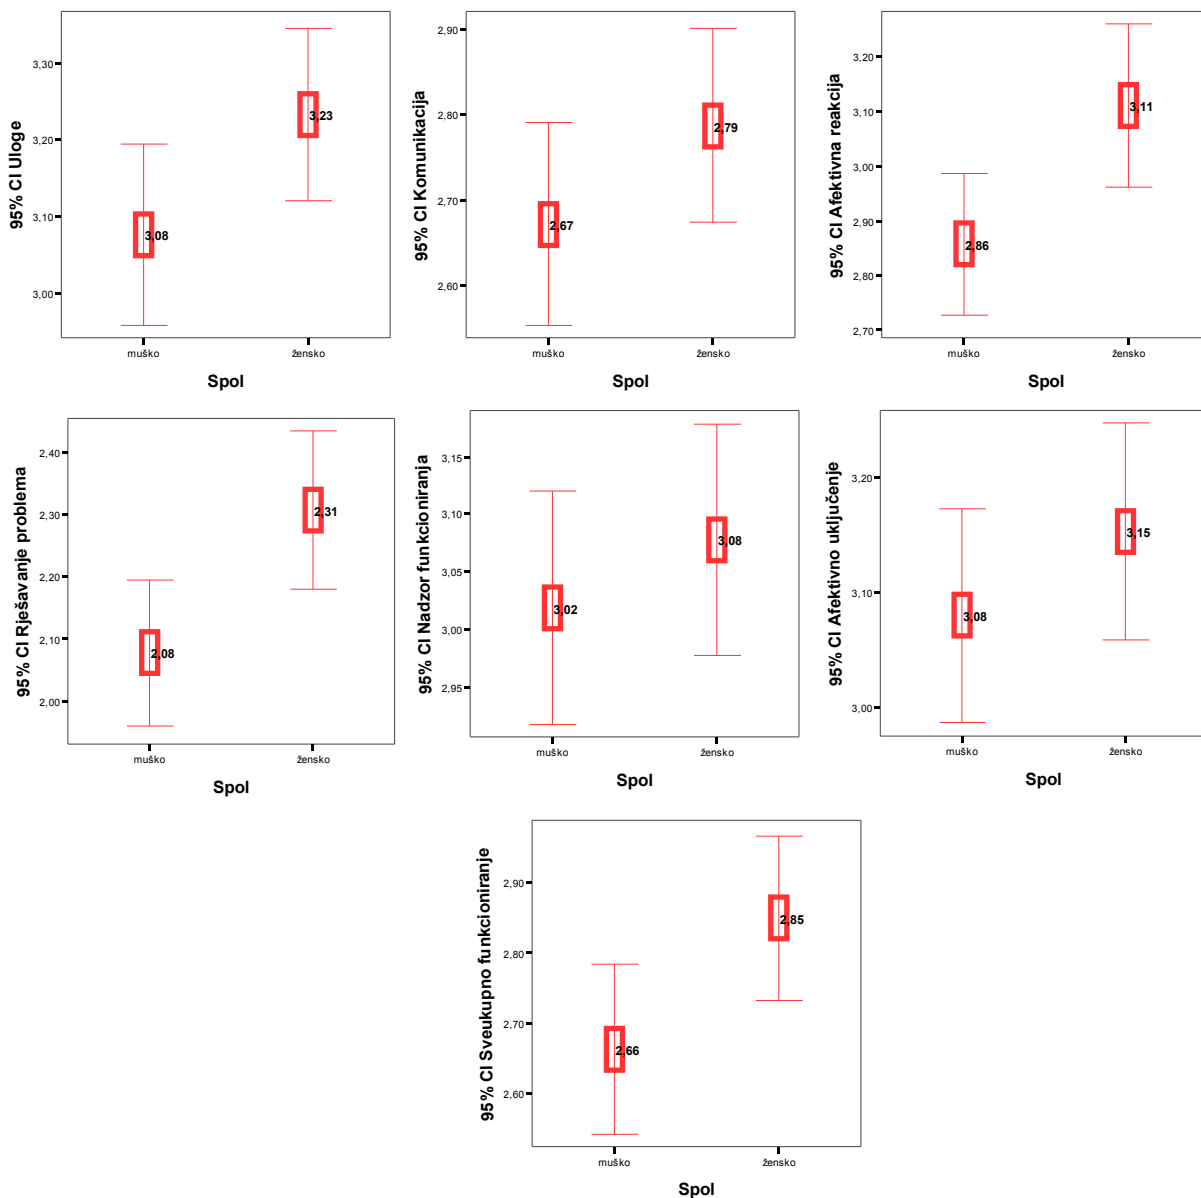 95% CI Uloge
3,30
3,20
3,10
3,00
3,08
3,23
muško
žensko
Spol
95% CI Komunikacija
2,90
2,80
2,70
2,60
2,67
2,79
muško
žensko
Spol
95% CI Afektivna reakcija
3,20
3,10
3,00
2,90
2,80
2,70
2,86
3,11
muško
žensko
Spol
95% CI Rješavanje problema
2,40
2,30
2,20
2,10
2,00
2,08
2,31
muško
žensko
Spol
95% CI Nadzor funkcioniranja
3,15
3,10
3,05
3,00
2,95
3,02
3,08
muško
žensko
Spol
95% CI Afektivno uključenje
3,20
3,10
3,00
3,08
3,15
muško
žensko
Spol
95% CI Sveukupno funkcioniranje
2,90
2,80
2,70
2,60
2,66
2,85
muško
žensko
Spol